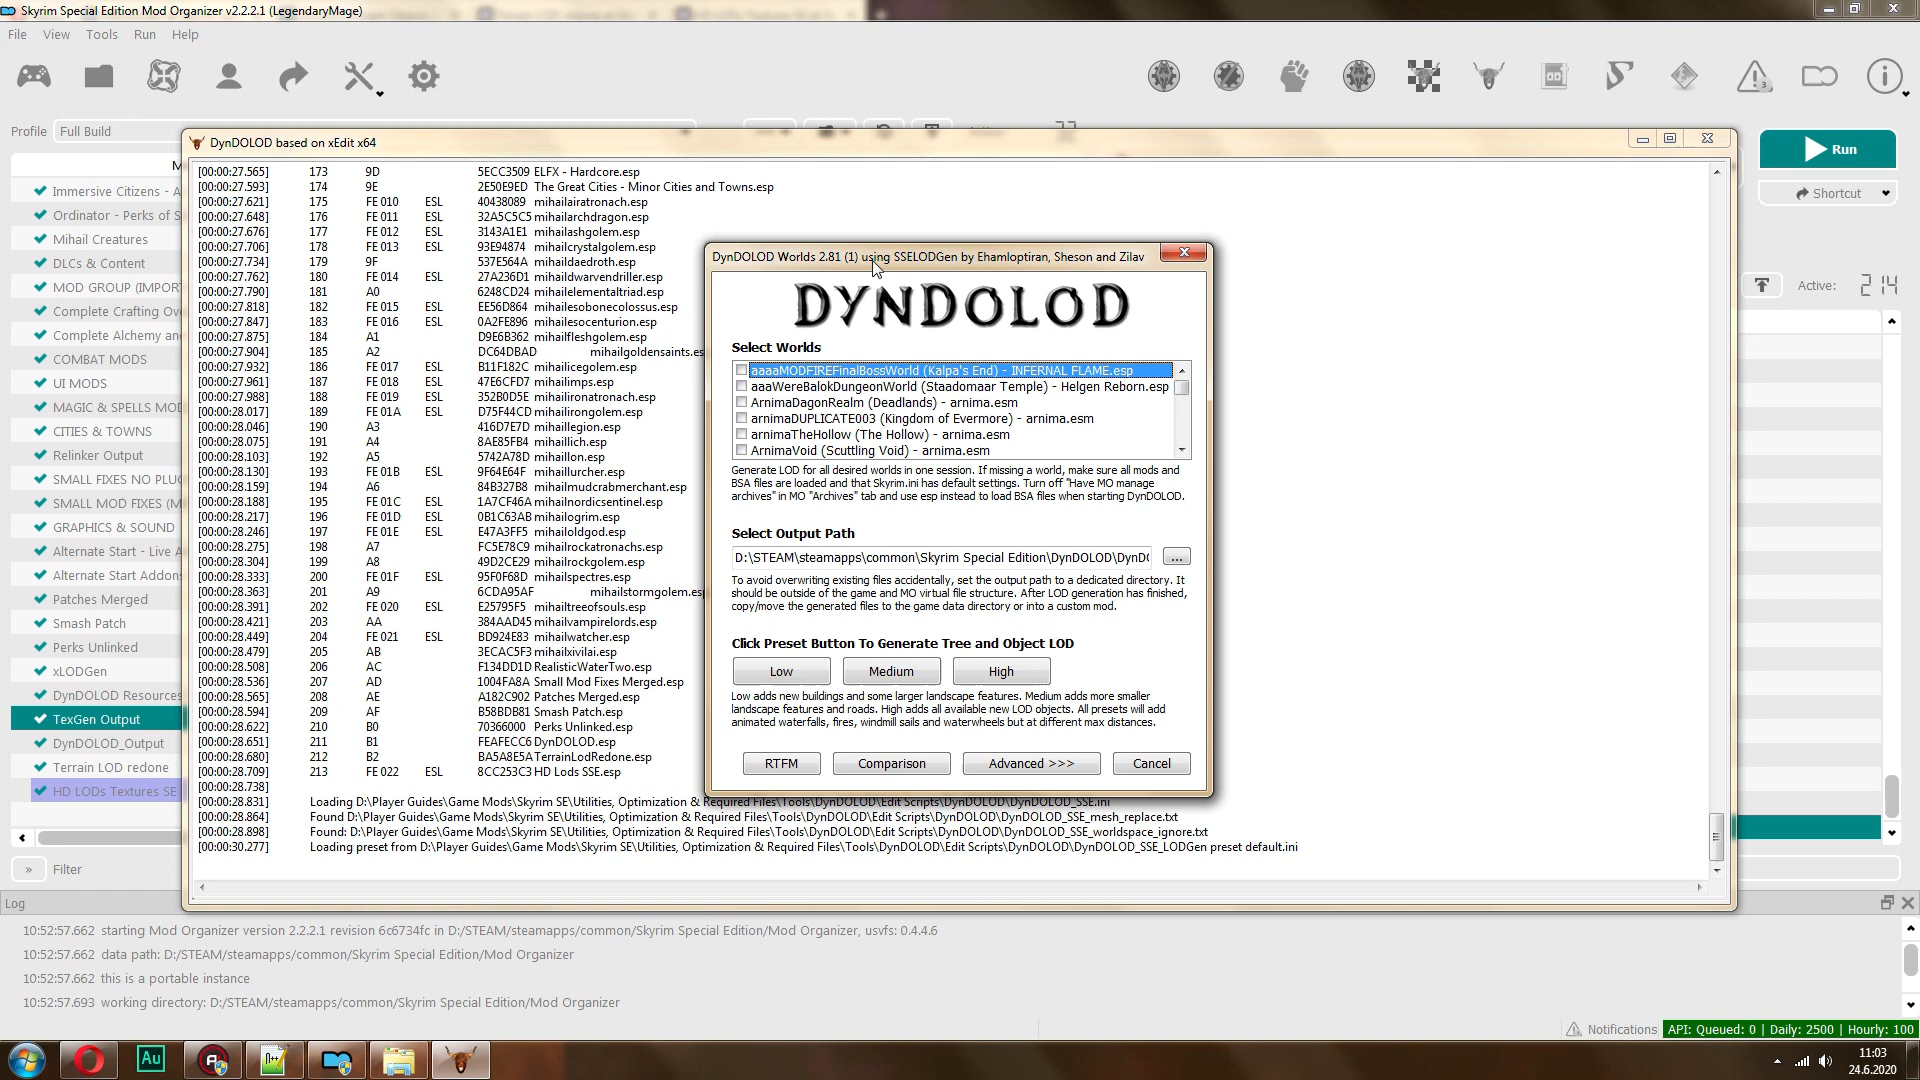 Skyrim Special Edition Mod Organizer v2.2.2.1 (LegendaryMage)
File View Tools Run Help
Profile Full Build
DynDOLOD based on xEdit x64
Run
Shortcut
Active: 214
Immersive Citizens - A
Ordinator - Perks of S
Mihail Creatures
DLCs & Content
MOD GROUP (IMPOR
Complete Crafting Ov
Complete Alchemy an
COMBAT MODS
UI MODS
MAGIC & SPELLS MOD
CITIES & TOWNS
Relinker Output
SMALL FIXES NO PLUG
SMALL MOD FIXES (M
GRAPHICS & SOUND
Alternate Start - Live A
Alternate Start Addon
Patches Merged
Smash Patch
Perks Unlinked
xLODGen
DynDOLOD Resources
TexGen Output
DynDOLOD_Output
Terrain LOD redone
HD LODs Textures SE
Filter
[00:00:27.565] 173 9D 5ECC3509 ELFX - Hardcore.esp
[00:00:27.593] 174 9E 2E50E9ED The Great Cities - Minor Cities and Towns.esp
[00:00:27.621] 175 FE 010 ESL 40438089 mihailairatronach.esp
[00:00:27.648] 176 FE 011 ESL 32A5C5C5 mihailarchdragon.esp
[00:00:27.676] 177 FE 012 ESL 3143A1E1 mihailashgolem.esp
[00:00:27.706] 178 FE 013 ESL 93E94874 mihailcrystalgolem.esp
[00:00:27.734] 179 9F 537E564A mihaildaedroth.esp
[00:00:27.762] 180 FE 014 ESL 27A236D1 mihaildwarvendriller.esp
[00:00:27.790] 181 A0 6248CD24 mihailelementaltriad.esp
[00:00:27.818] 182 FE 015 ESL EE56D864 mihailesobonecolossus.esp
[00:00:27.847] 183 FE 016 ESL 0A2FE896 mihailesocenturion.esp
[00:00:27.875] 184 A1 D9E6B362 mihailfleshgolem.esp
[00:00:27.904] 185 A2 DC64DBAD mihailgoldensaints.es
[00:00:27.932] 186 FE 017 ESL B11F182C mihailhuntsman.esp
[00:00:27.961] 187 FE 018 ESL 47E6CFD7 mihailimps.esp
[00:00:27.988] 188 FE 019 ESL 352B0D5E mihailironatronach.esp
[00:00:28.017] 189 FE 01A ESL D75F44CD mihailirongolem.esp
[00:00:28.046] 190 A3 416D7E7D mihaillegion.esp
[00:00:28.075] 191 A4 8AE85FB4 mihaillich.esp
[00:00:28.103] 192 A5 5742A78D mihaillon.esp
[00:00:28.130] 193 FE 01B ESL 9F64E64F mihaillurcher.esp
[00:00:28.159] 194 A6 84B327B8 mihailmudcrabmerchant.esp
[00:00:28.188] 195 FE 01C ESL 1A7CF46A mihailnordicsentinel.esp
[00:00:28.217] 196 FE 01D ESL 0B1C63AB mihailogrim.esp
[00:00:28.246] 197 FE 01E ESL E47A3FF5 mihailoldgod.esp
[00:00:28.275] 198 A7 FC5E78C9 mihailrockatronachs.esp
[00:00:28.304] 199 A8 49D2CE29 mihailrockgolem.esp
[00:00:28.333] 200 FE 01F ESL 95F0F68D mihailspectres.esp
[00:00:28.363] 201 A9 6CDA95AF mihailstormgolem.esp
[00:00:28.391] 202 FE 020 ESL E25795F5 mihailtreeofsouls.esp
[00:00:28.421] 203 AA 384AAD45 mihailvampirelords.esp
[00:00:28.449] 204 FE 021 ESL BD924E83 mihailwatcher.esp
[00:00:28.479] 205 AB 3ECAC5F3 mihailxivilai.esp
[00:00:28.508] 206 AC F134DD1D RealisticWaterTwo.esp
[00:00:28.536] 207 AD 1004FA8A Small Mod Fixes Merged.esp
[00:00:28.565] 208 AE A182C902 Patches Merged.esp
[00:00:28.594] 209 AF B58BDB81 Smash Patch.esp
[00:00:28.622] 210 B0 70366000 Perks Unlinked.esp
[00:00:28.651] 211 B1 FEAFECC6 DynDOLOD.esp
[00:00:28.680] 212 B2 BA5A8E5A TerrainLodRedone.esp
[00:00:28.709] 213 FE 022 ESL 8CC253C3 HD Lods SSE.esp
[00:00:28.738]
[00:00:28.831] Loading D:\Player Guides\Game Mods\Skyrim SE\Utilities, Optimization & Required Files\Tools\DynDOLOD\Edit Scripts\DynDOLOD\DynDOLOD_SSE.ini
[00:00:28.864] Found D:\Player Guides\Game Mods\Skyrim SE\Utilities, Optimization & Required Files\Tools\DynDOLOD\Edit Scripts\DynDOLOD\DynDOLOD_SSE_mesh_replace.txt
[00:00:28.898] Found: D:\Player Guides\Game Mods\Skyrim SE\Utilities, Optimization & Required Files\Tools\DynDOLOD\Edit Scripts\DynDOLOD\DynDOLOD_SSE_worldspace_ignore.txt
[00:00:30.277] Loading preset from D:\Player Guides\Game Mods\Skyrim SE\Utilities, Optimization & Required Files\Tools\DynDOLOD\Edit Scripts\DynDOLOD\DynDOLOD_SSE_LODGen preset default.ini
DynDOLOD Worlds 2.81 (1) using SSELODGen by Ehamloptiran, Sheson and Zilav
DYNDOLOD
Select Worlds
aaaaMODFIREFinalBossWorld (Kalpa's End) - INFERNAL FLAME.esp
aaaWereBalokDungeonWorld (Staadomaar Temple) - Helgen Reborn.esp
ArnimaDagonRealm (Deadlands) - arnima.esm
arnimaDUPLICATE003 (Kingdom of Evermore) - arnima.esm
arnimaTheHollow (The Hollow) - arnima.esm
ArnimaVoid (Scuttling Void) - arnima.esm
Generate LOD for all desired worlds in one session. If missing a world, make sure all mods and
BSA files are loaded and that Skyrim.ini has default settings. Turn off "Have MO manage
archives" in MO "Archives" tab and use esp instead to load BSA files when starting DynDOLOD.
Select Output Path
D:\STEAM\steamapps\common\Skyrim Special Edition\DynDOLOD\DynD
...
To avoid overwriting existing files accidentally, set the output path to a dedicated directory. It
should be outside of the game and MO virtual file structure. After LOD generation has finished,
copy/move the generated files to the game data directory or into a custom mod.
Click Preset Button To Generate Tree and Object LOD
Low Medium High
Low adds new buildings and some larger landscape features. Medium adds more smaller
landscape features and roads. High adds all available new LOD objects. All presets will add
animated waterfalls, fires, windmill sails and waterwheels but at different max distances.
RTFM Comparison Advanced >>> Cancel
Log
10:52:57.662 starting Mod Organizer version 2.2.2.1 revision 6c6734fc in D:/STEAM/steamapps/common/Skyrim Special Edition/Mod Organizer, usvfs: 0.4.4.6
10:52:57.662 data path: D:/STEAM/steamapps/common/Skyrim Special Edition/Mod Organizer
10:52:57.662 this is a portable instance
10:52:57.693 working directory: D:/STEAM/steamapps/common/Skyrim Special Edition/Mod Organizer
Notifications API: Queued: 0 | Daily: 2500 | Hourly: 100
Au
11:03
24.6.2020